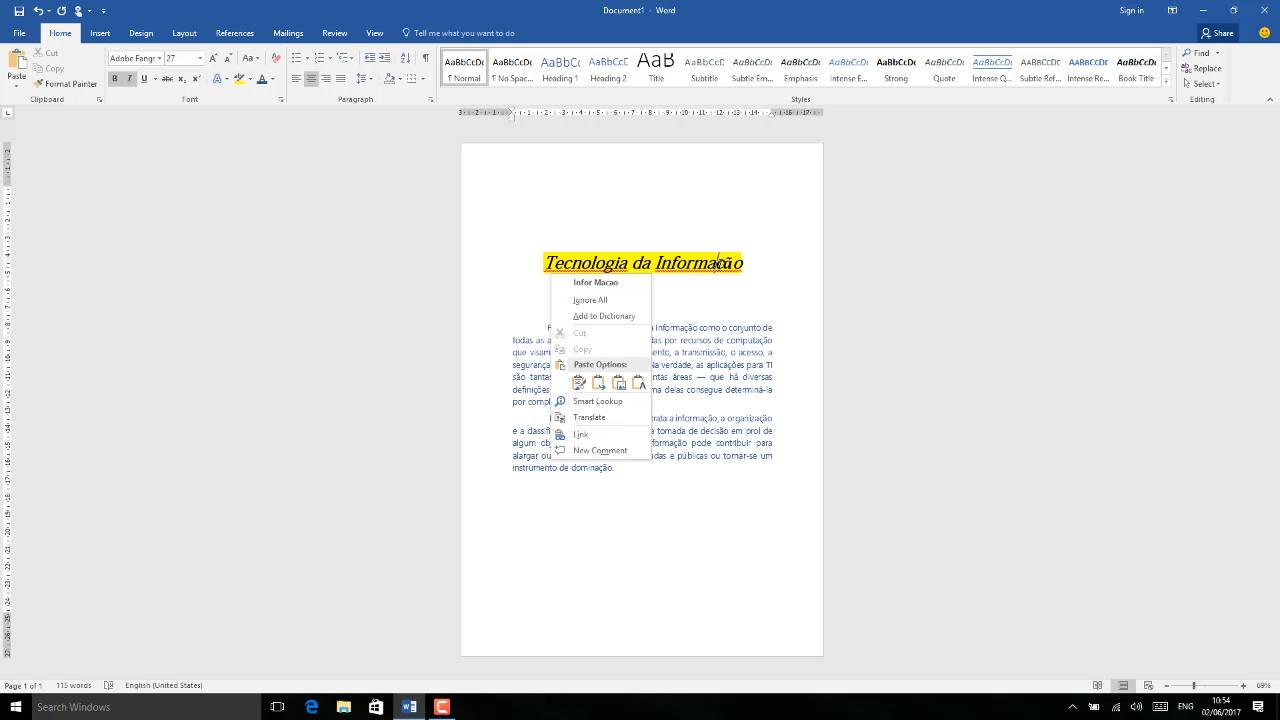 Document1 - Word
Sign in
File
Home
Insert
Design
Layout
References
Mailings
Review
View
Tell me what you want to do
Share
Paste
Cut
Copy
Format Painter
Adobe Fangs
27
Clipboard
Font
Paragraph
AaBbCcDc
¶ Normal
AaBbCcDc
¶ No Spac...
AaBbC(
Heading 1
AaBbCcC
Heading 2
AaB
Title
AaBbCcD
Subtitle
AaBbCcDc
Subtle Em...
AaBbCcDc
Emphasis
AaBbCcDc
Intense E...
AaBbCcDc
Strong
AaBbCcDc
Quote
AaBbCcDc
Intense Q...
AABBCCDC
Subtle Ref...
AABBCCDC
Intense Re...
AaBbCcDc
Book Title
Styles
Find
Replace
Select
Editing
Tecnologia da Informação
Infor Macao
Ignore All
Add to Dictionary
Cut
Copy
Paste Options:
Smart Lookup
Translate
Link
New Comment
a Informação como o conjunto de
todas as a das por recursos de computação
que visam ento, a transmissão, o acesso, a
segurança Na verdade, as aplicações para TI
são tantas ntas áreas — que há diversas
definições ma delas consegue determiná-la
por compl
trata a informação, a organização
e a classifi a tomada de decisão em prol de
algum obj formação pode contribuir para
alargar ou adas e públicas ou tornar-se um
instrumento de dominação.
Page 1 of 1
115 words
English (United States)
69%
Search Windows
ENG
10:54
02/06/2017